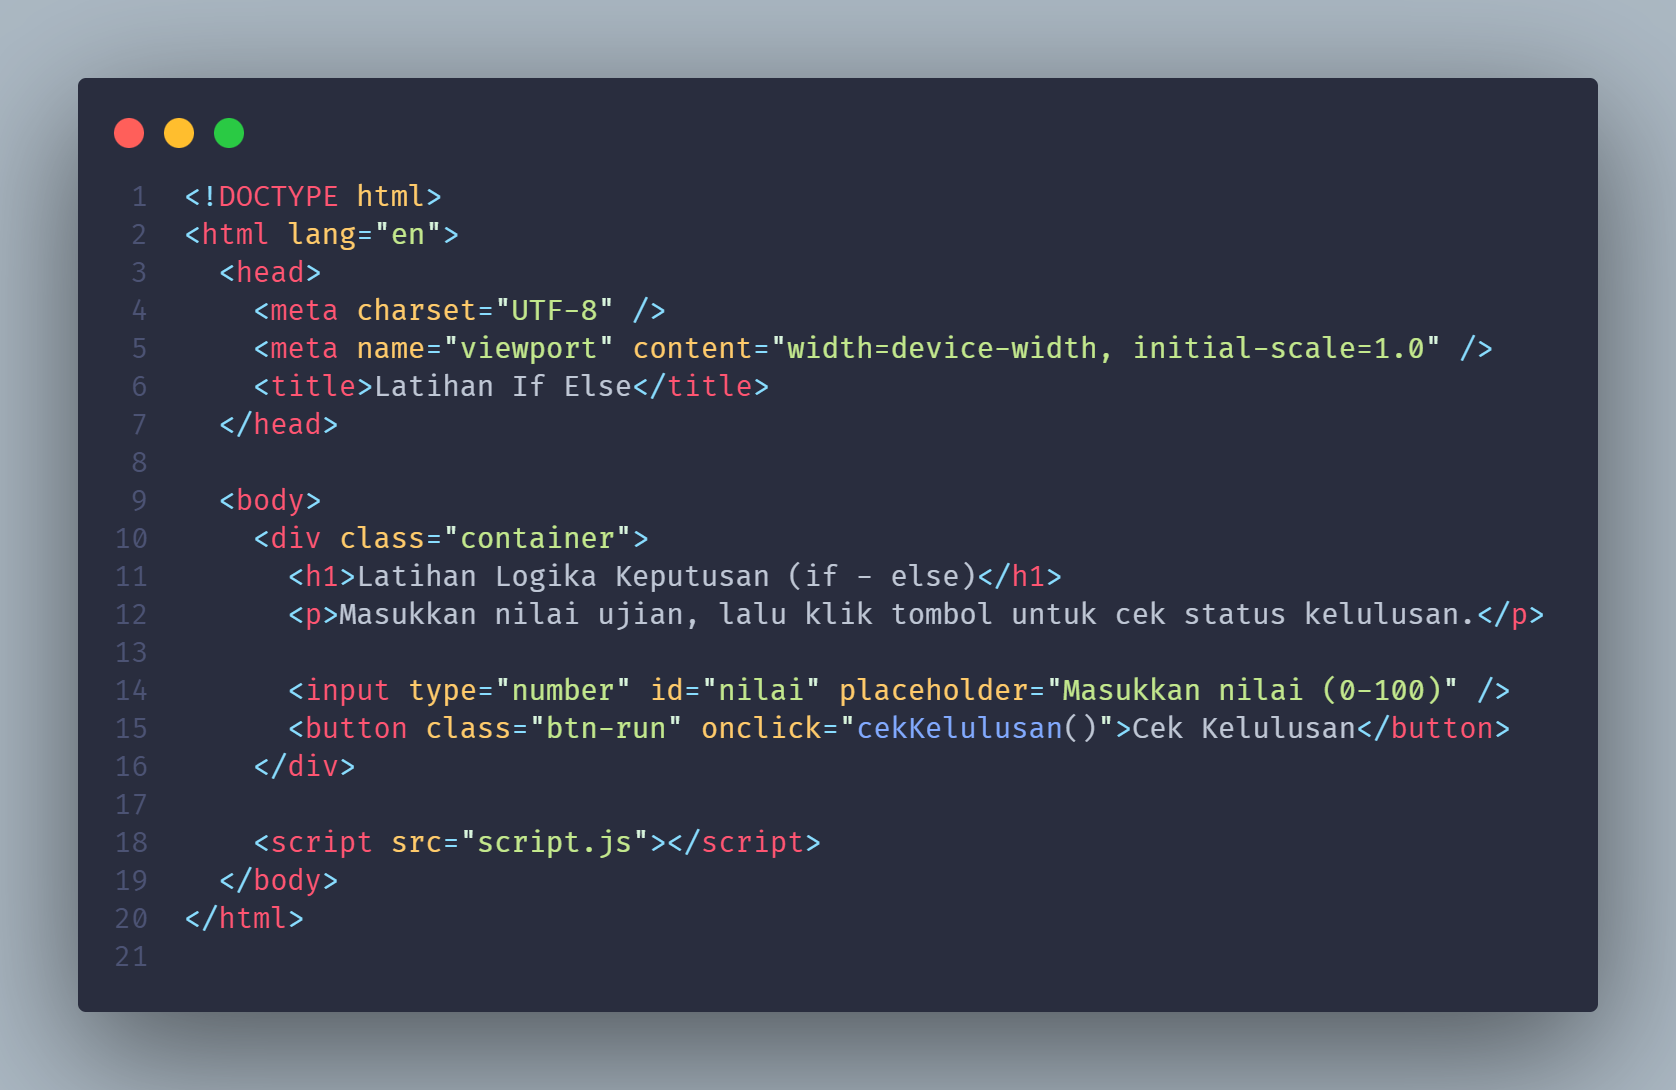 1 <!DOCTYPE html>
2 <html lang="en">
3   <head>
4     <meta charset="UTF-8" />
5     <meta name="viewport" content="width=device-width, initial-scale=1.0" />
6     <title>Latihan If Else</title>
7   </head>
8
9   <body>
10     <div class="container">
11       <h1>Latihan Logika Keputusan (if - else)</h1>
12       <p>Masukkan nilai ujian, lalu klik tombol untuk cek status kelulusan.</p>
13
14       <input type="number" id="nilai" placeholder="Masukkan nilai (0-100)" />
15       <button class="btn-run" onclick="cekKelulusan()">Cek Kelulusan</button>
16     </div>
17
18     <script src="script.js"></script>
19   </body>
20 </html>
21